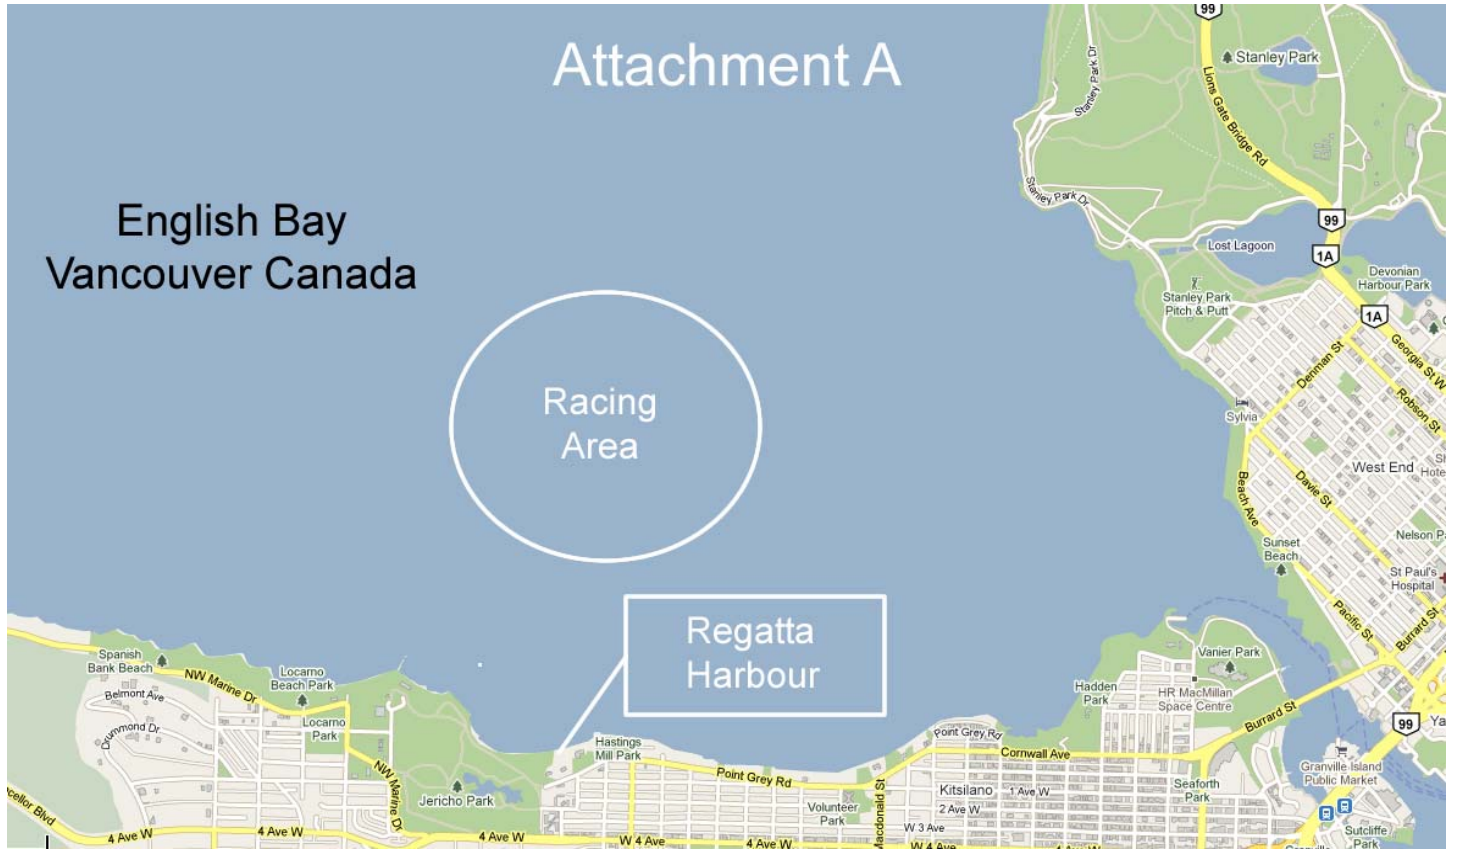 99
Attachment A
Stanley Park
Stanley Park Dr
Lions Gate Bridge Rd
Stanley Park Dr
English Bay
Vancouver Canada
99
Lost Lagoon
1A
Devonian
Harbour Park
Stanley Park
Pitch & Putt
1A
Georgia St W
Denman St
Robson St
Racing
Area
Sylvia
West End
Beach Ave
Davie St
Nelson P
Sunset
Beach
St Paul's
Hospital
Pacific St
Burrard St
Regatta
Harbour
Spanish
Bank Beach
NW Marine Dr
Locarno
Beach Park
Belmont Ave
Locarno
Park
Drummond Dr
Vanier Park
Hadden
Park
HR MacMillan
Space Centre
Burrard St
99
Ya
Hastings
Mill Park
Point Grey Rd
Cornwall Ave
Granville Island
Public Market
NW Marine Dr
Point Grey Rd
Jericho Park
Macdonald St
Kitsilano
1 Ave W
Seaforth
Park
Volunteer
Park
2 Ave W
W 3 Ave
cellor Blvd
4 Ave W
4 Ave W
4 Ave W
W 4 Ave
4 Ave W
Sutcliffe
Park